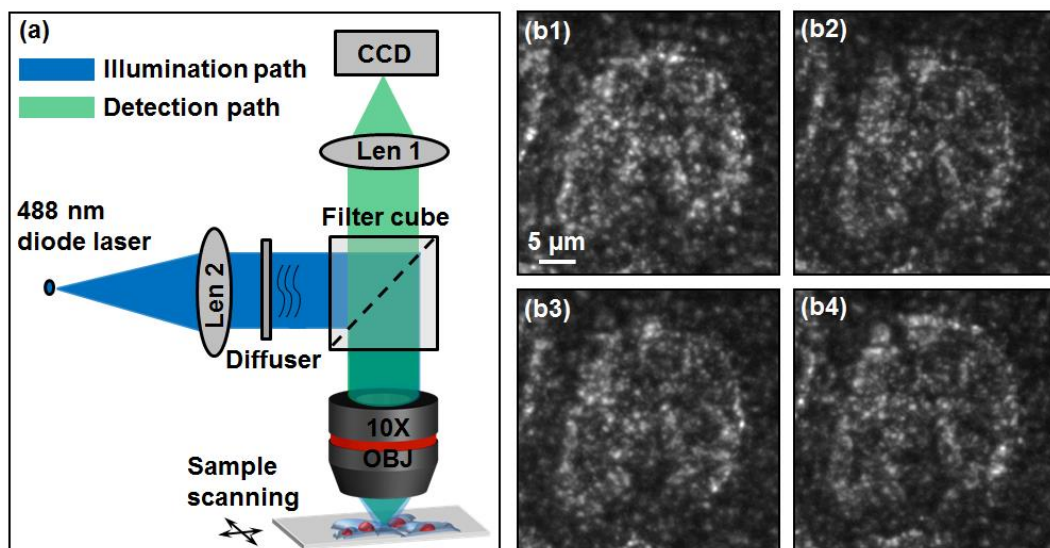 (a)
CCD
Illumination path
Detection path
Len 1
488 nm
diode laser
Filter cube
Len 2
Diffuser
10X
OBJ
Sample
scanning
(b1)
(b2)
5 µm
(b3)
(b4)